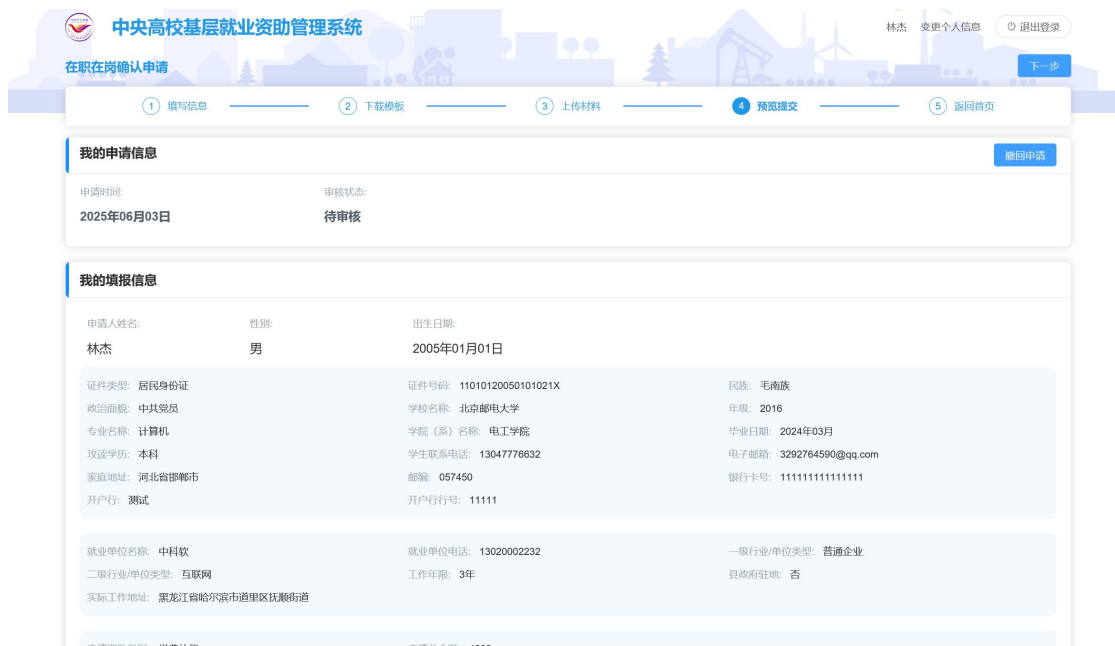 中央高校基层就业资助管理系统
林杰 变更个人信息 退出登录
在职在岗确认申请
下一步
1 填写信息 2 下载模板 3 上传材料 4 预览提交 5 返回首页
我的申请信息
撤回申请
申请时间: 审核状态:
2025年06月03日 待审核
我的填报信息
申请人姓名: 性别: 出生日期:
林杰 男 2005年01月01日
证件类型: 居民身份证 证件号码: 11010120050101021X 民族: 毛南族
政治面貌: 中共党员 学校名称: 北京邮电大学 年级: 2016
专业名称: 计算机 学院（系）名称: 电工学院 毕业日期: 2024年03月
攻读学历: 本科 学生联系电话: 13047776632 电子邮箱: 3292764590@qq.com
家庭地址: 河北省邯郸市 邮编: 057450 银行卡号: 111111111111111
开户行: 测试 开户行行号: 11111
就业单位名称: 中科软 就业单位电话: 13020002232 一级行业/单位类型: 普通企业
二级行业/单位类型: 互联网 工作年限: 3年 县政府驻地: 否
实际工作地址: 黑龙江省哈尔滨市道里区抚顺街道